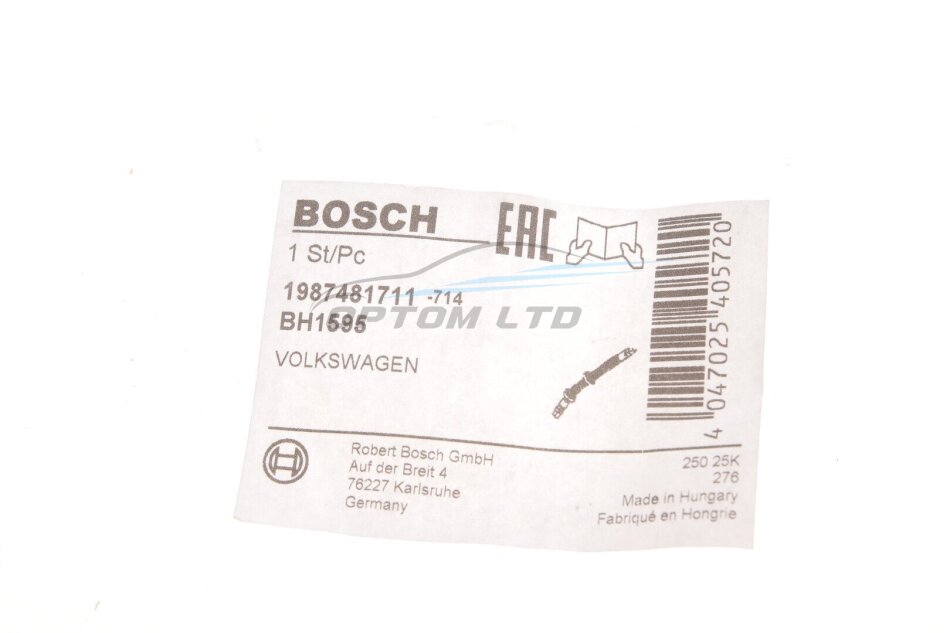 BOSCH
EAC
1 St/Pc
1987481711 -714
BH1595
OPTOM LTD
VOLKSWAGEN
4 047025 405720
Robert Bosch GmbH
Auf der Breit 4
76227 Karlsruhe
Germany
250 25K
276
Made in Hungary
Fabriqué en Hongrie